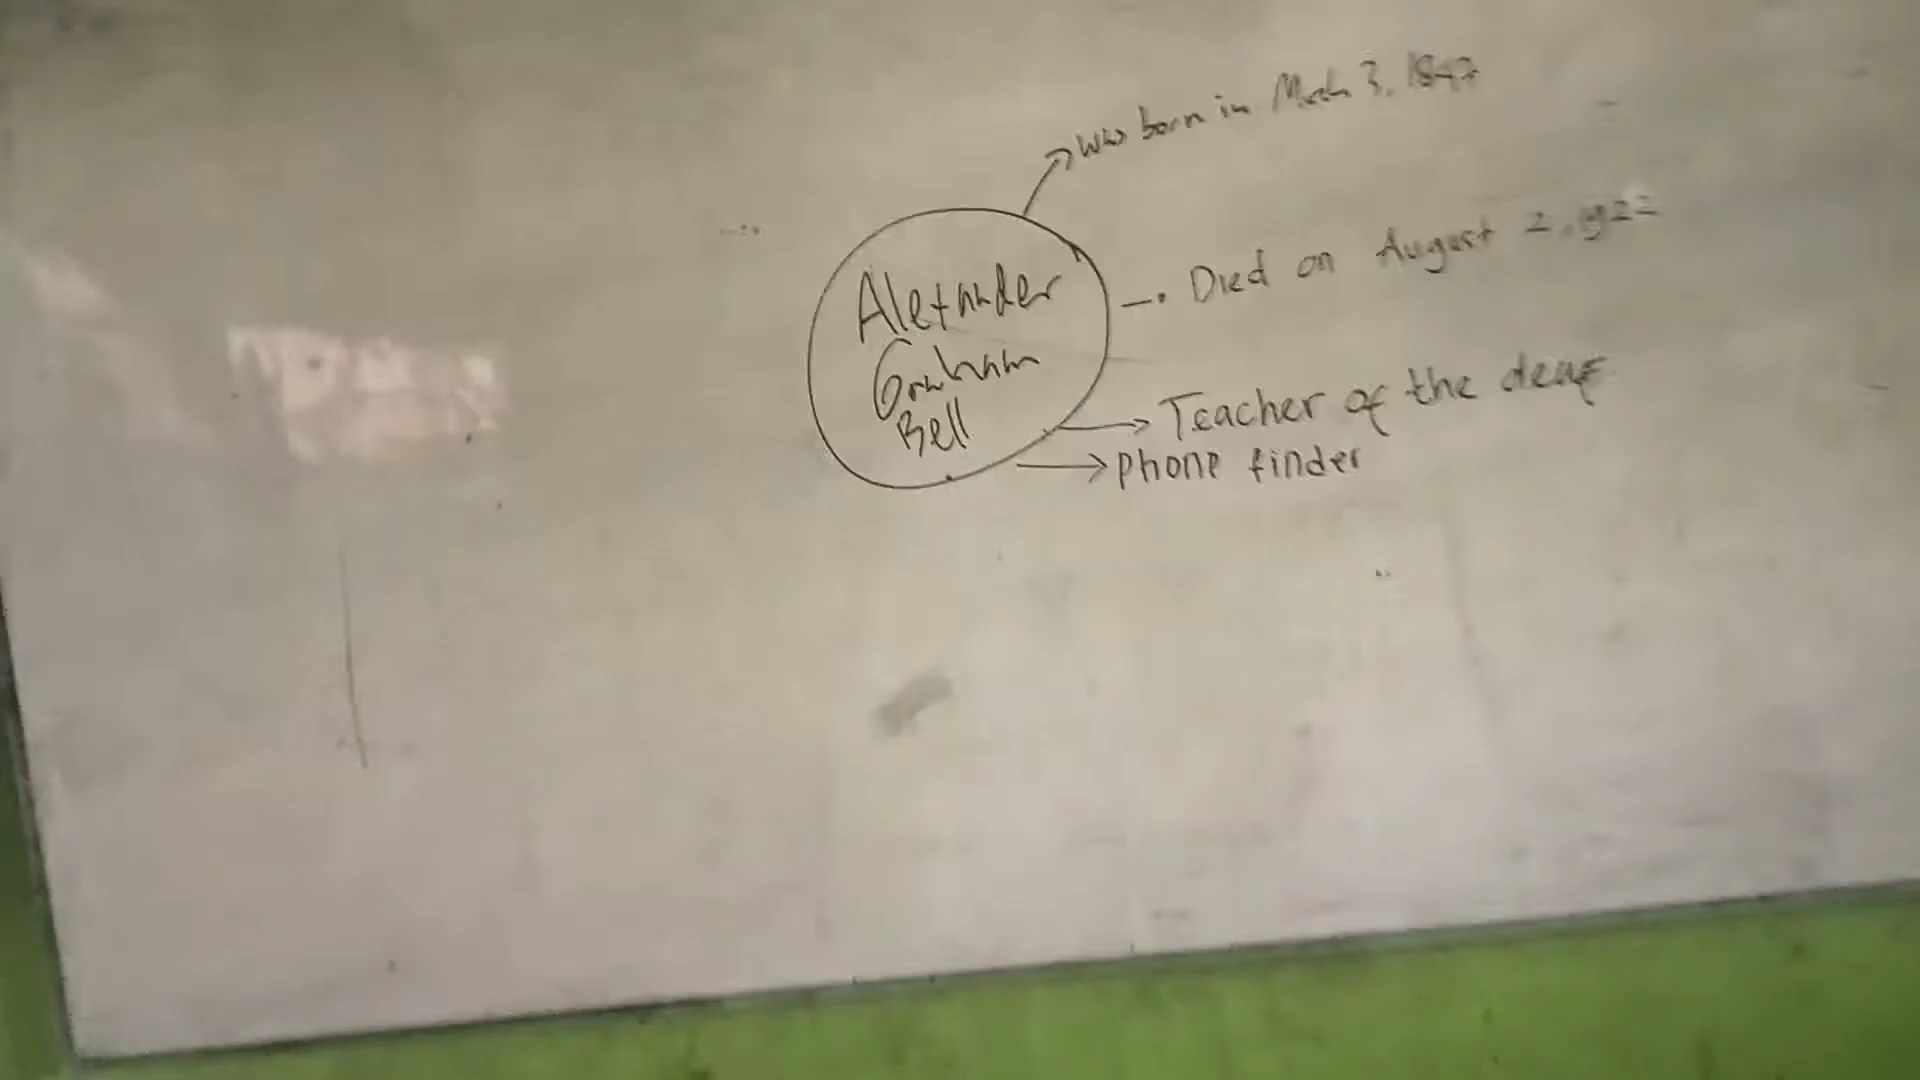 was born in March 3, 1847
Died on August 2, 1922
Alexander
Graham
Bell
Teacher of the deaf
phone finder